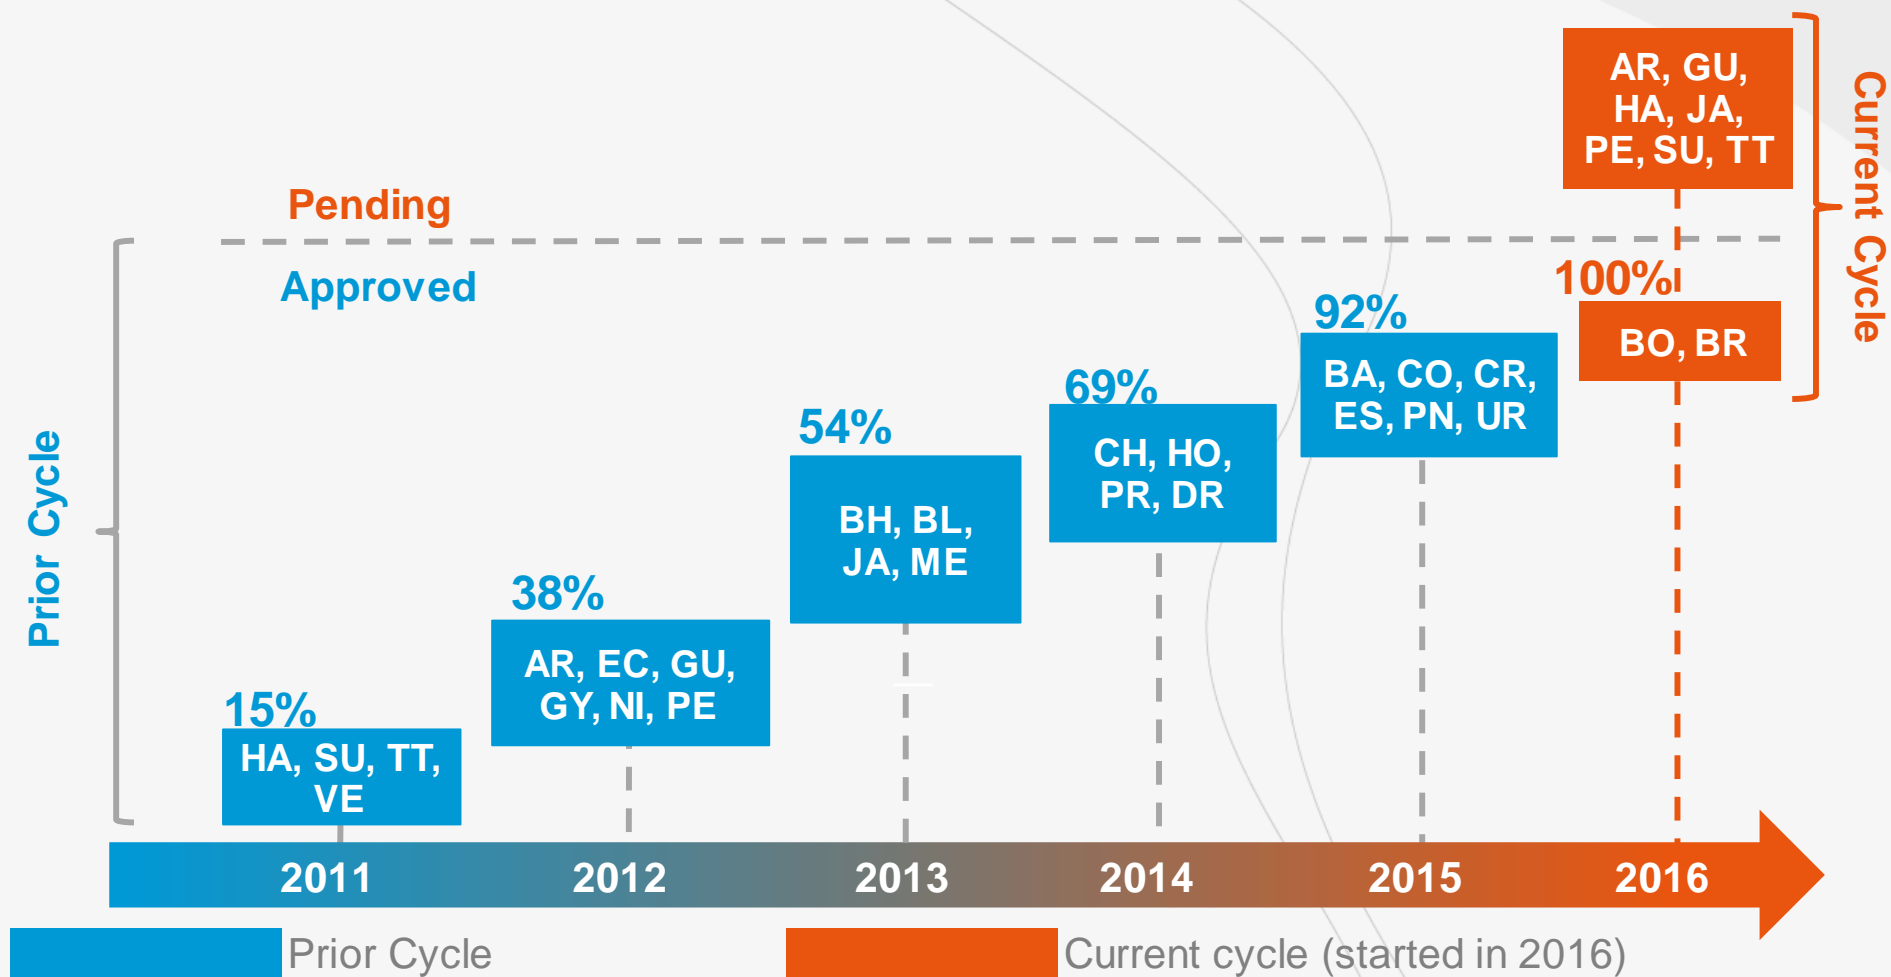 AR, GU,
HA, JA,
PE, SU, TT
Current Cycle
Pending
Approved
100%
BO, BR
92%
BA, CO, CR,
ES, PN, UR
69%
CH, HO,
PR, DR
54%
BH, BL,
JA, ME
38%
AR, EC, GU,
GY, NI, PE
15%
HA, SU, TT,
VE
Prior Cycle
2011
2012
2013
2014
2015
2016
Prior Cycle
Current cycle (started in 2016)